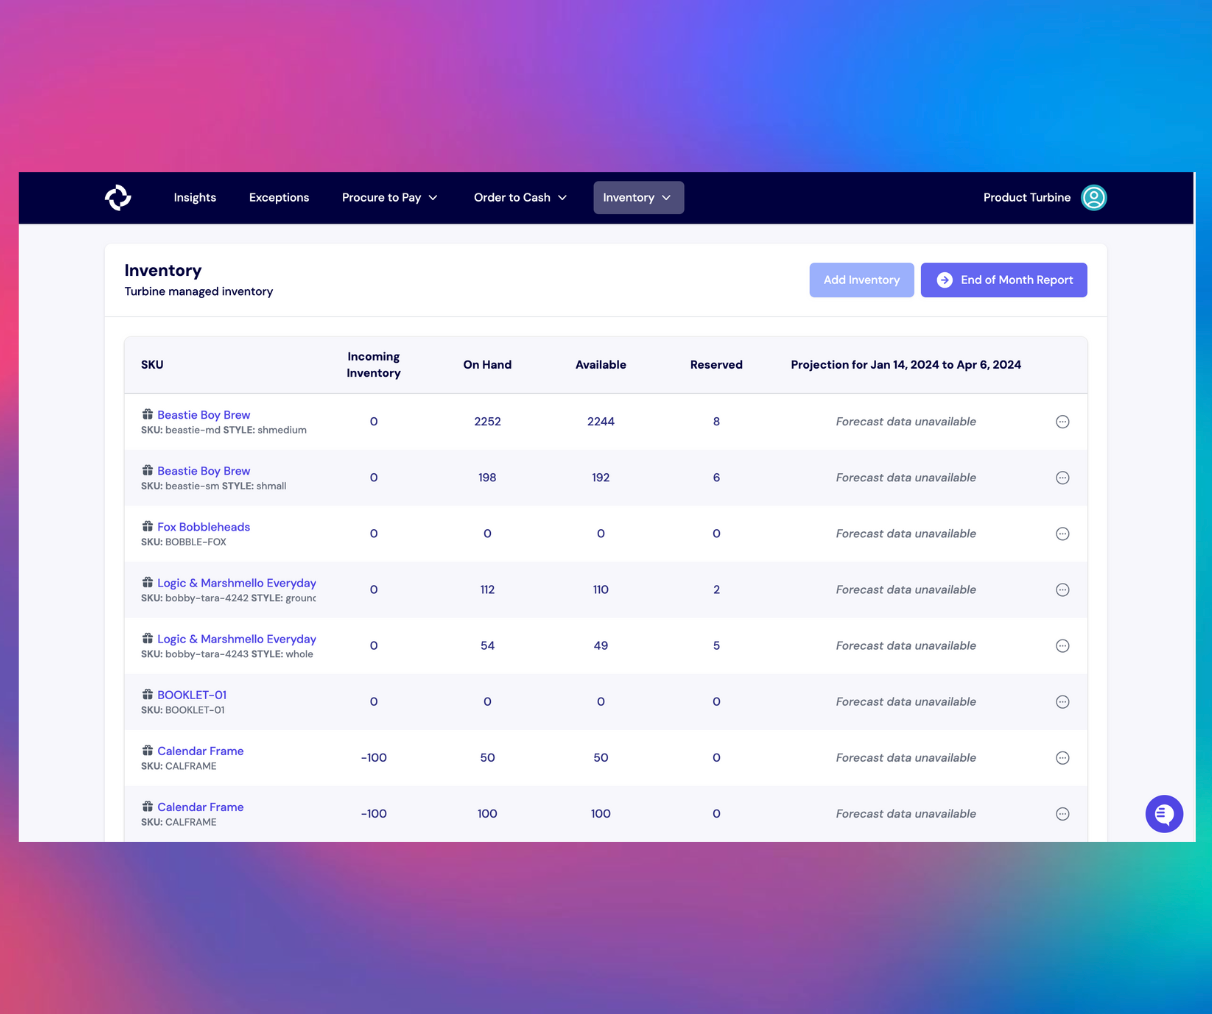 Insights Exceptions Procure to Pay Order to Cash Inventory Product Turbine
Inventory
Turbine managed inventory
Add Inventory End of Month Report
SKU Incoming Inventory On Hand Available Reserved Projection for Jan 14, 2024 to Apr 6, 2024
Beastie Boy Brew
SKU: beastie-md STYLE: shmedium
0 2252 2244 8 Forecast data unavailable
Beastie Boy Brew
SKU: beastie-sm STYLE: shmall
0 198 192 6 Forecast data unavailable
Fox Bobbleheads
SKU: BOBBLE-FOX
0 0 0 0 Forecast data unavailable
Logic & Marshmello Everyday
SKU: bobby-tara-4242 STYLE: ground
0 112 110 2 Forecast data unavailable
Logic & Marshmello Everyday
SKU: bobby-tara-4243 STYLE: whole
0 54 49 5 Forecast data unavailable
BOOKLET-01
SKU: BOOKLET-01
0 0 0 0 Forecast data unavailable
Calendar Frame
SKU: CALFRAME
-100 50 50 0 Forecast data unavailable
Calendar Frame
SKU: CALFRAME
-100 100 100 0 Forecast data unavailable